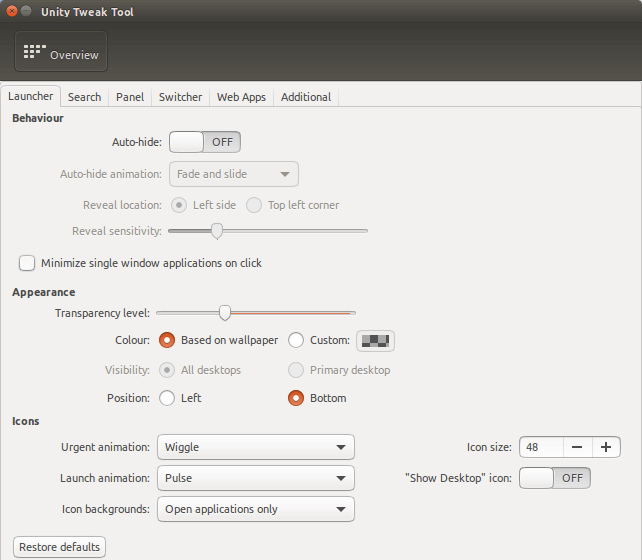 Unity Tweak Tool
Overview
Launcher Search Panel Switcher Web Apps Additional
Behaviour
Auto-hide: OFF
Auto-hide animation: Fade and slide
Reveal location: Left side Top left corner
Reveal sensitivity:
Minimize single window applications on click
Appearance
Transparency level:
Colour: Based on wallpaper Custom:
Visibility: All desktops Primary desktop
Position: Left Bottom
Icons
Urgent animation: Wiggle Icon size: 48
Launch animation: Pulse "Show Desktop" icon: OFF
Icon backgrounds: Open applications only
Restore defaults